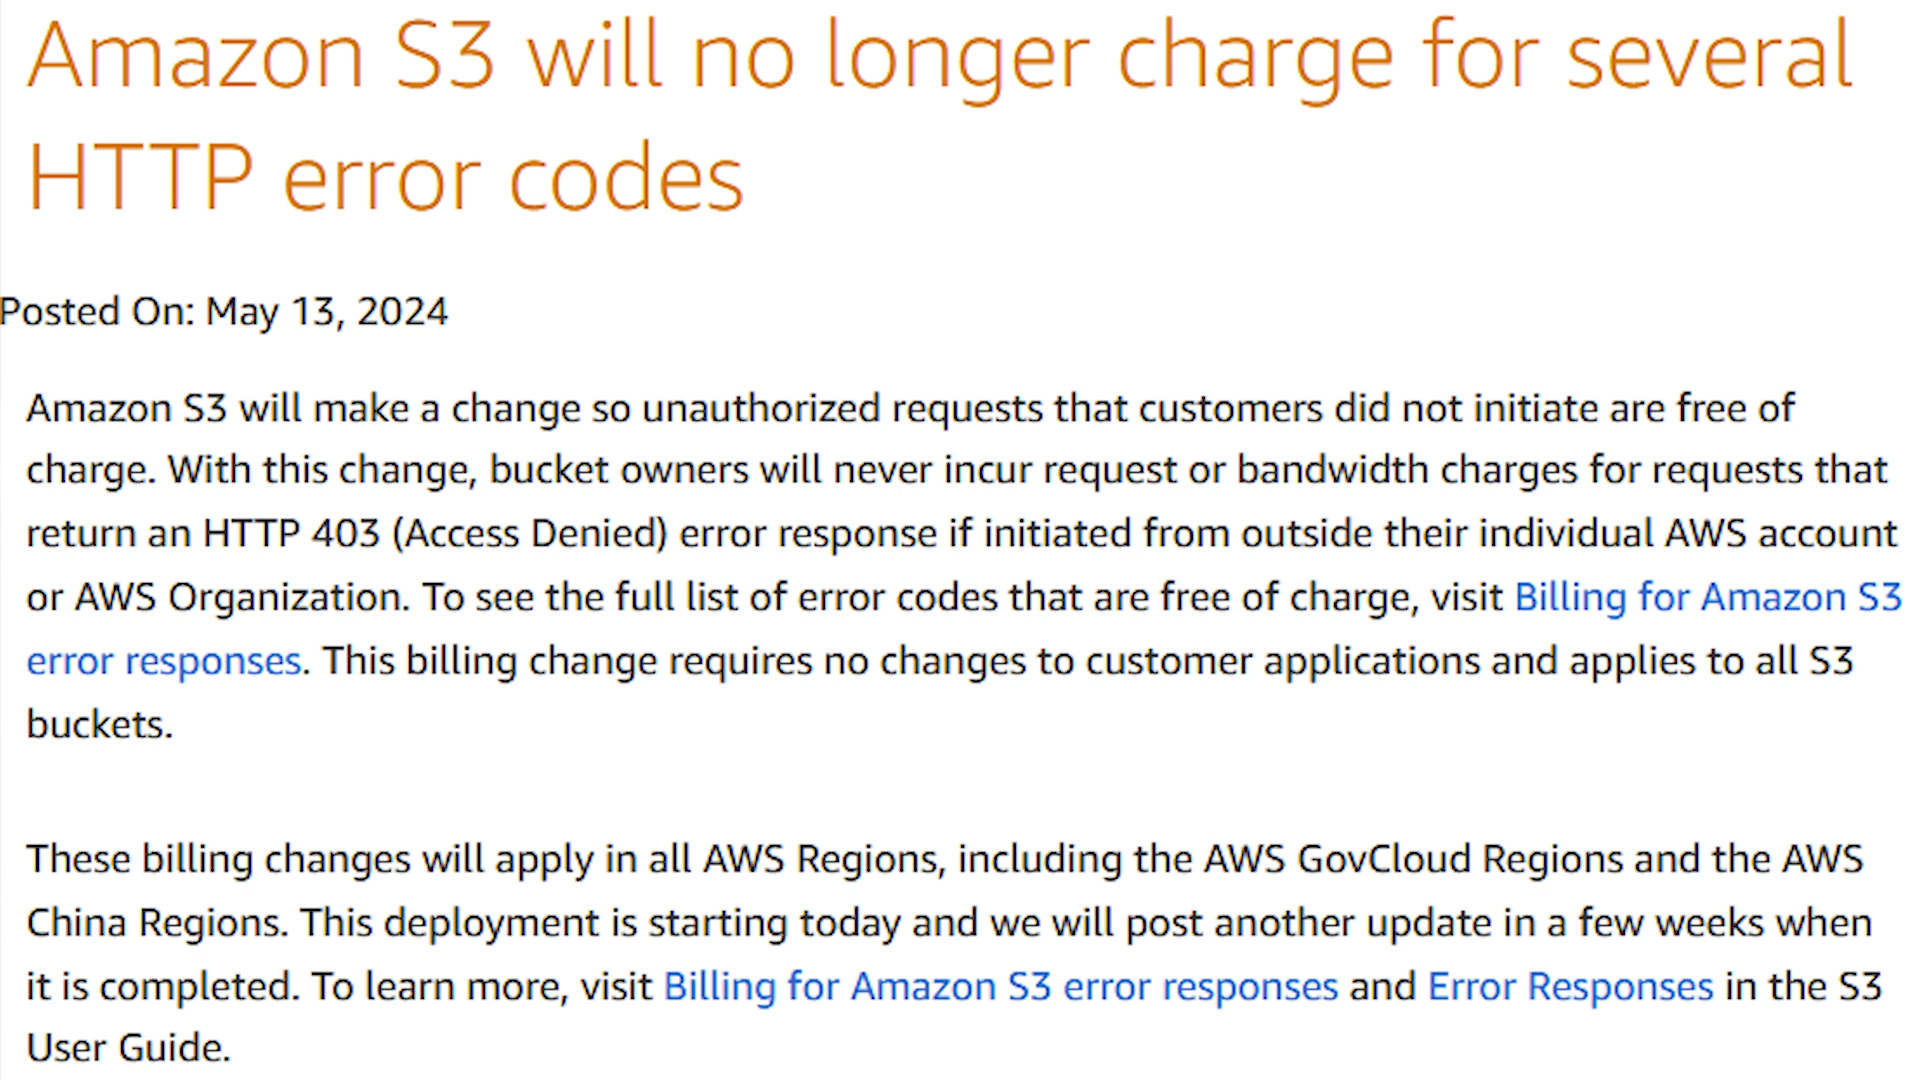 Amazon S3 will no longer charge for several
HTTP error codes
Posted On: May 13, 2024
Amazon S3 will make a change so unauthorized requests that customers did not initiate are free of
charge. With this change, bucket owners will never incur request or bandwidth charges for requests that
return an HTTP 403 (Access Denied) error response if initiated from outside their individual AWS account
or AWS Organization. To see the full list of error codes that are free of charge, visit Billing for Amazon S3
error responses. This billing change requires no changes to customer applications and applies to all S3
buckets.
These billing changes will apply in all AWS Regions, including the AWS GovCloud Regions and the AWS
China Regions. This deployment is starting today and we will post another update in a few weeks when
it is completed. To learn more, visit Billing for Amazon S3 error responses and Error Responses in the S3
User Guide.